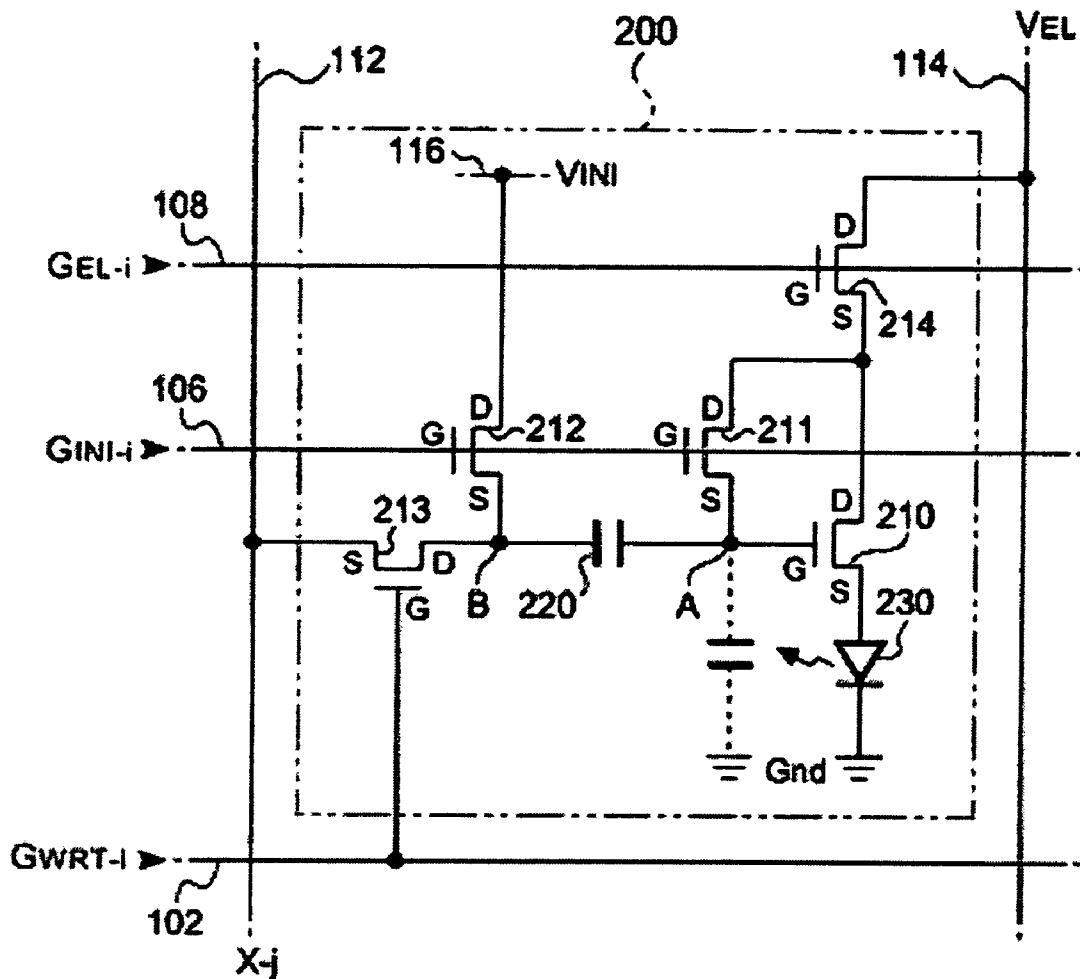 VEL
200
112
114
116
VINI
108
D
GEL-i
G
S
214
106
D
D
GINI-i
G
212
G
211
S
S
D
213
210
S
D
G
G
S
B
220
A
230
Gnd
GWRT-i
102
X-j